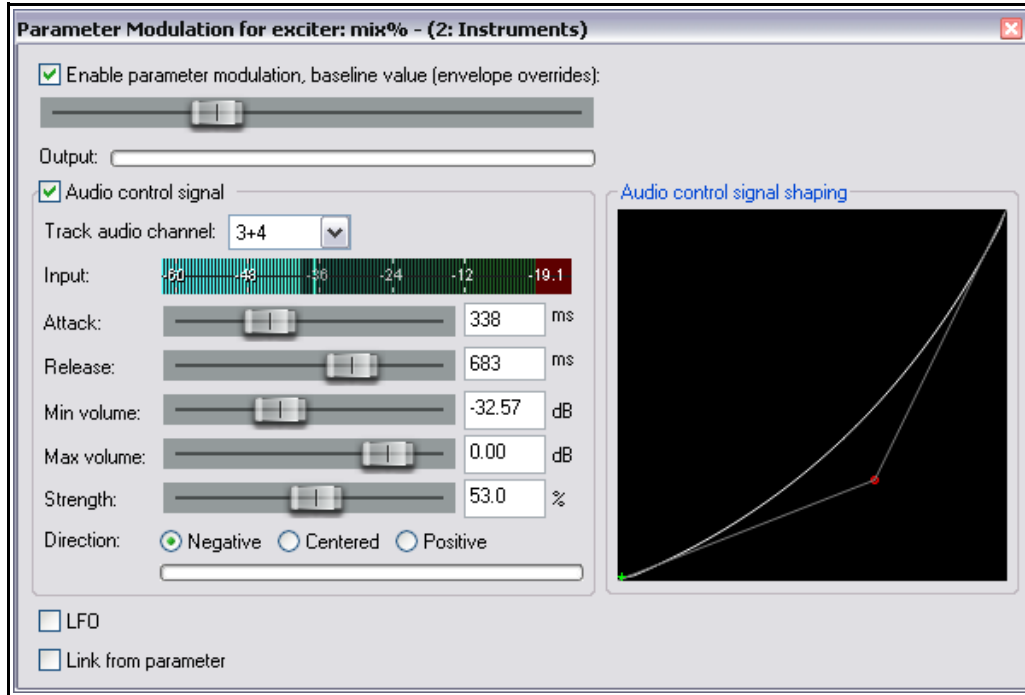 Parameter Modulation for exciter: mix% - (2: Instruments)
Enable parameter modulation, baseline value (envelope overrides):
Output:
Audio control signal
Audio control signal shaping
Track audio channel: 3+4
Input: -60 -48 -36 -24 -12 -19.1
Attack: 338 ms
Release: 683 ms
Min volume: -32.57 dB
Max volume: 0.00 dB
Strength: 53.0 %
Direction: Negative Centered Positive
LFO
Link from parameter